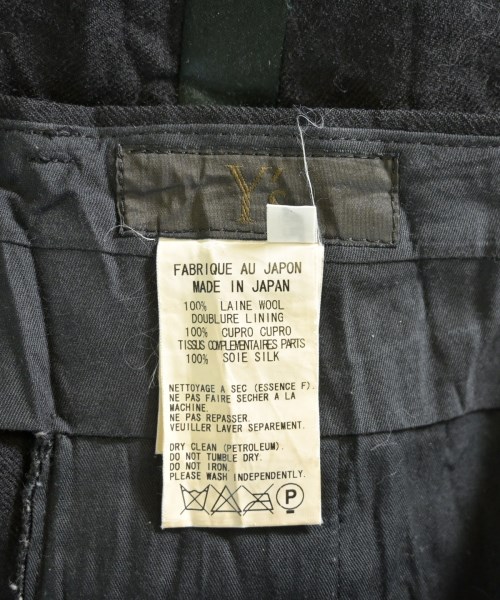 Y's
FABRIQUE AU JAPON
MADE IN JAPAN
100% LAINE WOOL
DOUBLURE LINING
100% CUPRO CUPRO
TISSUS COMPLEMENTAIRES PARTS
100% SOIE SILK
NETTOYAGE A SEC (ESSENCE F).
NE PAS FAIRE SECHER A LA
MACHINE.
NE PAS REPASSER.
VEUILLER LAVER SEPAREMENT.
DRY CLEAN (PETROLEUM).
DO NOT TUMBLE DRY.
DO NOT IRON.
PLEASE WASH INDEPENDENTLY.
P